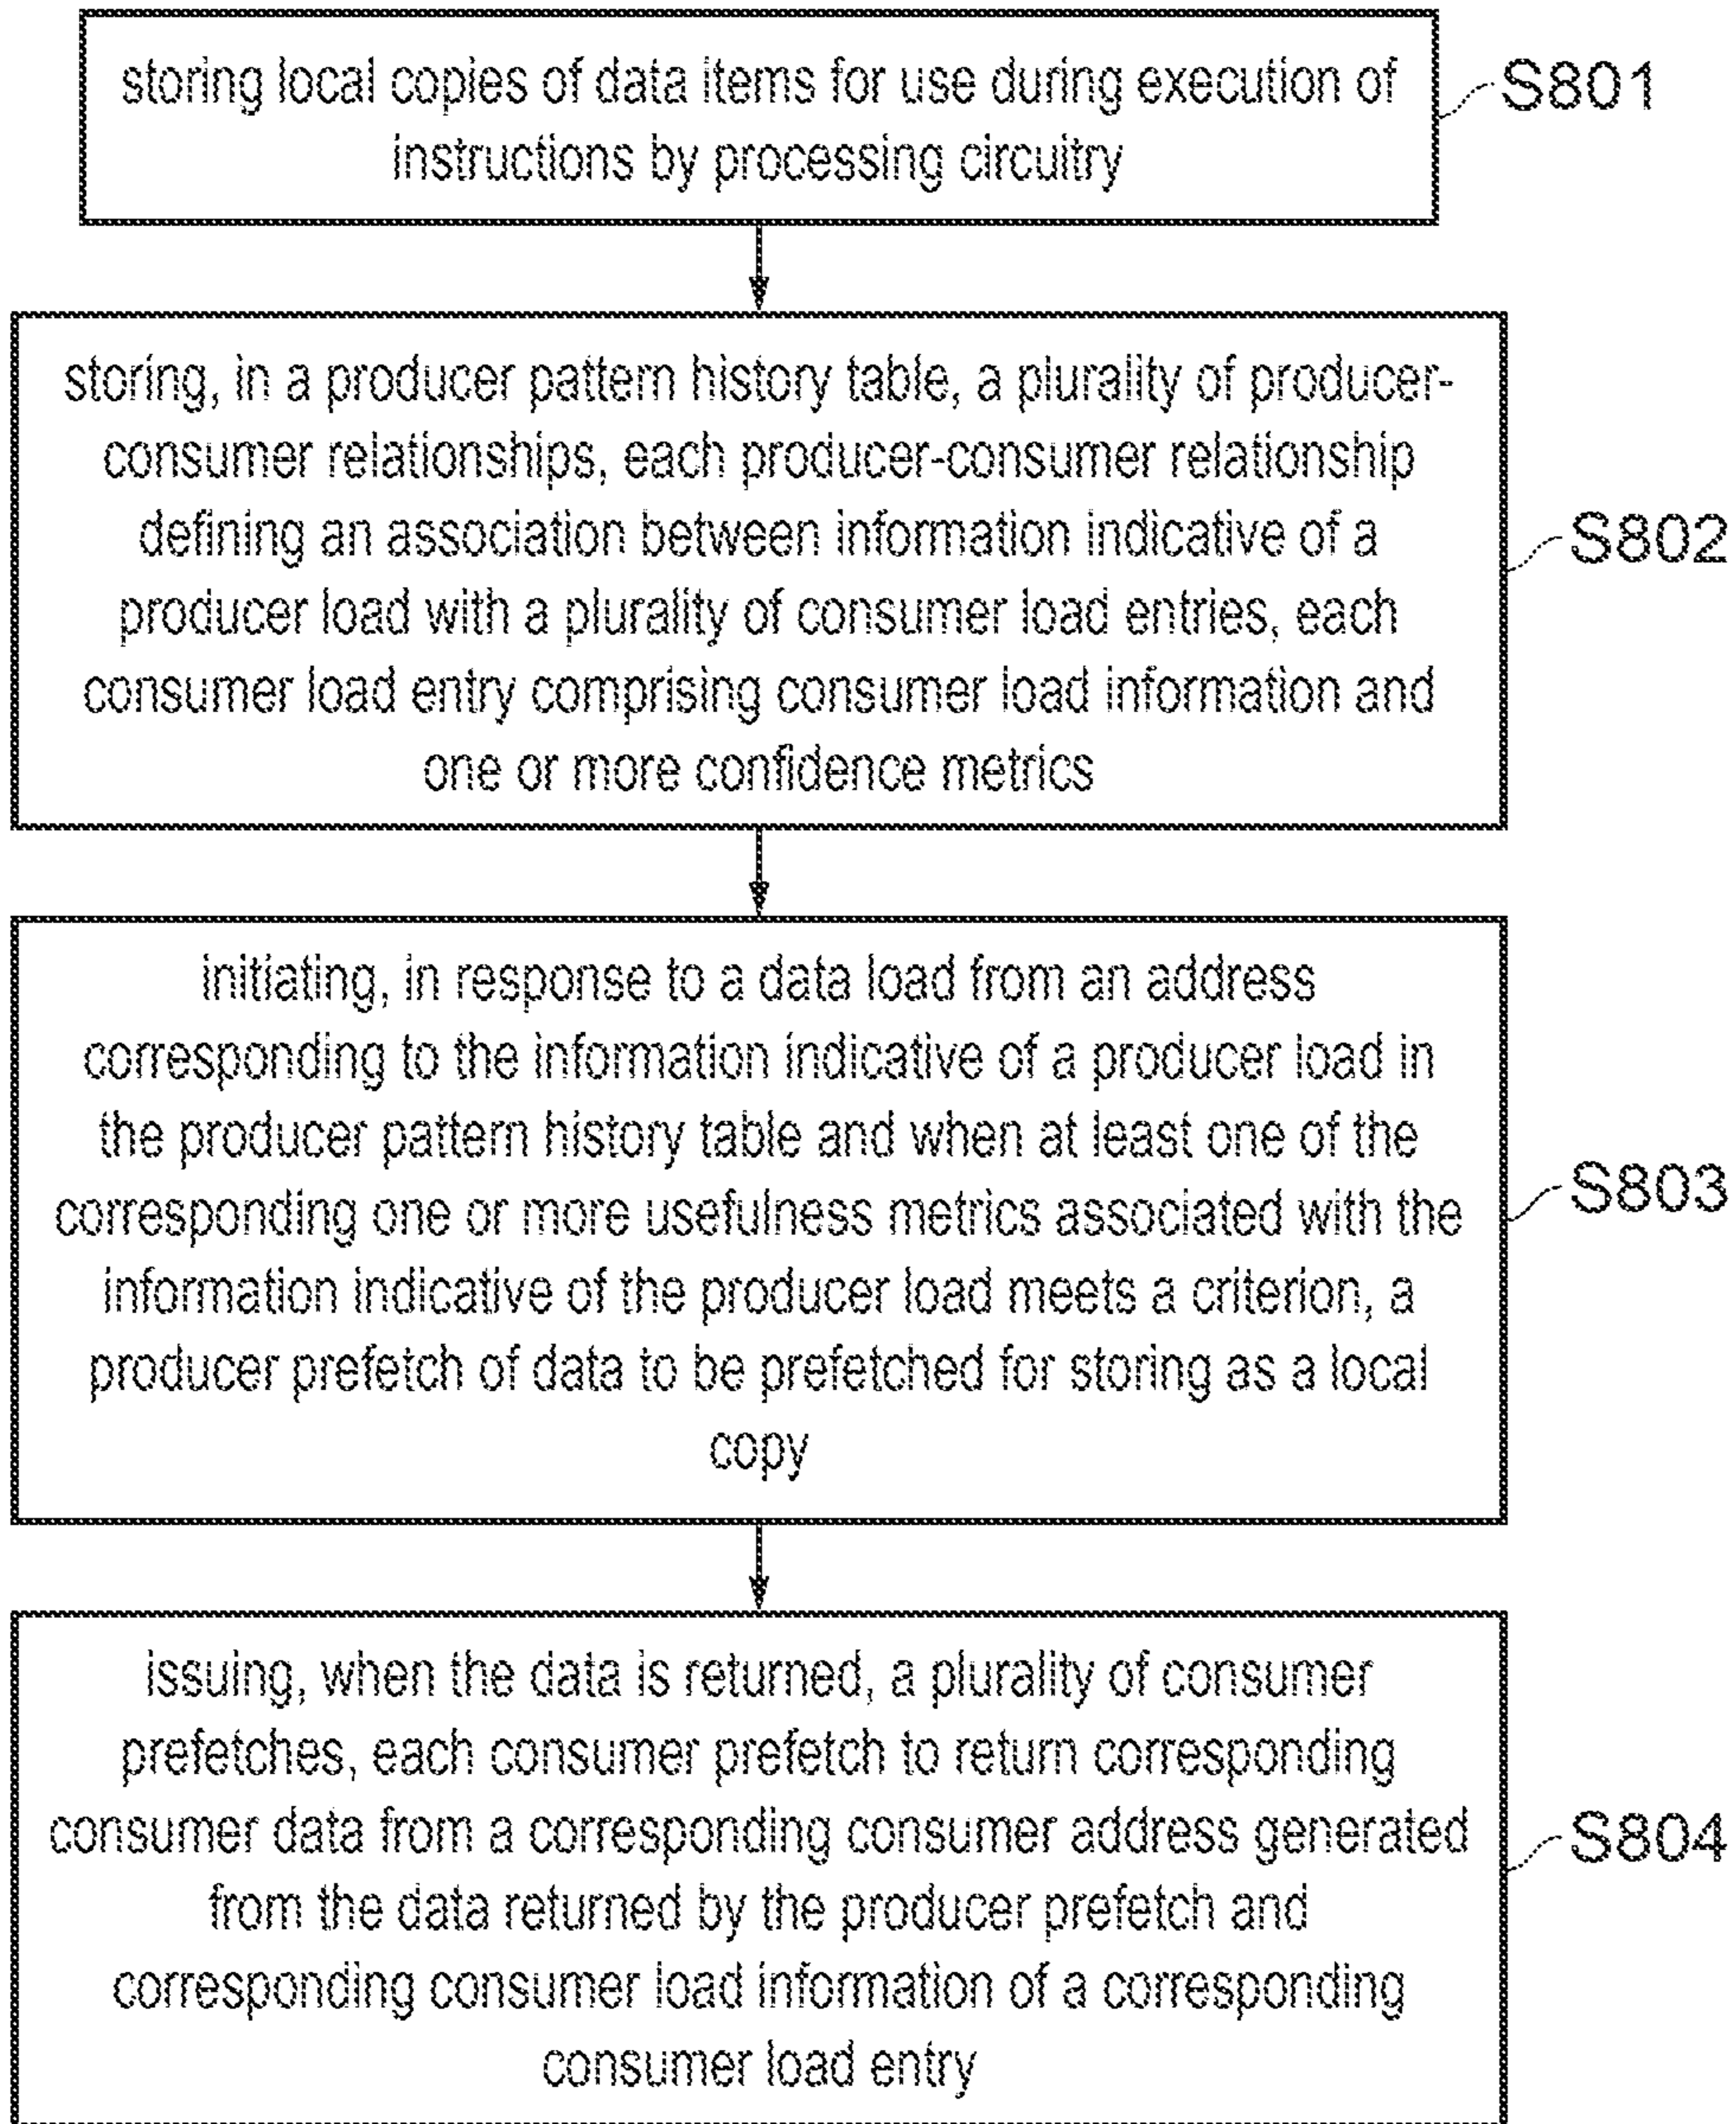 storing local copies of data items for use during execution of
instructions by processing circuitry
S801
storing, in a producer pattern history table, a plurality of producer-
consumer relationships, each producer-consumer relationship
defining an association between information indicative of a
producer load with a plurality of consumer load entries, each
consumer load entry comprising consumer load information and
one or more confidence metrics
S802
initiating, in response to a data load from an address
corresponding to the information indicative of a producer load in
the producer pattern history table and when at least one of the
corresponding one or more usefulness metrics associated with the
information indicative of the producer load meets a criterion, a
producer prefetch of data to be prefetched for storing as a local
copy
S803
issuing, when the data is returned, a plurality of consumer
prefetches, each consumer prefetch to return corresponding
consumer data from a corresponding consumer address generated
from the data returned by the producer prefetch and
corresponding consumer load information of a corresponding
consumer load entry
S804